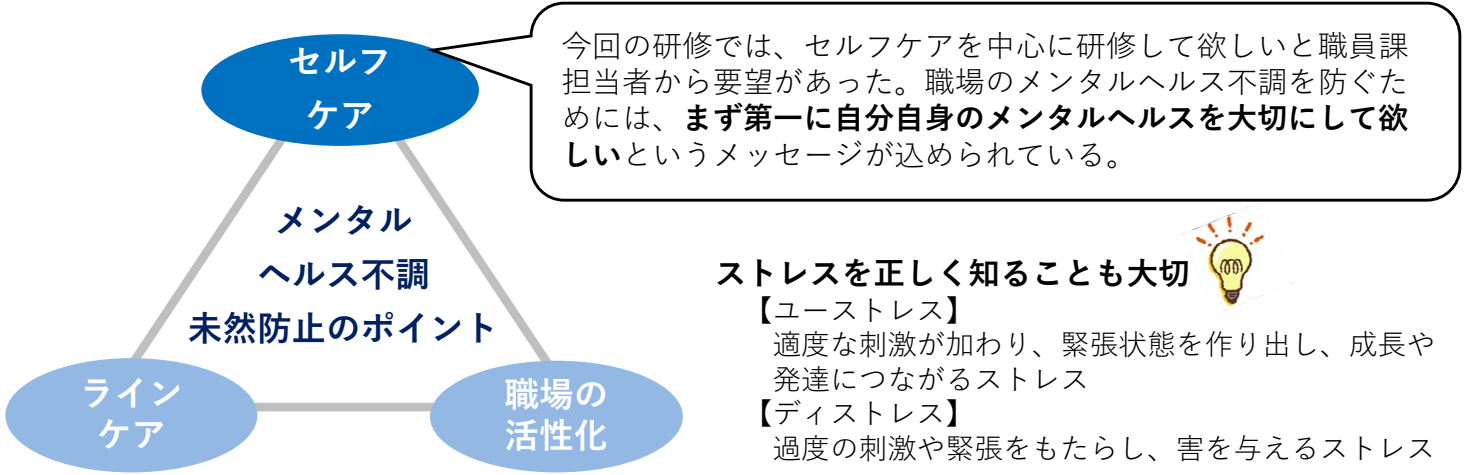 セルフ
ケア
今回の研修では、セルフケアを中心に研修して欲しいと職員課
担当者から要望があった。職場のメンタルヘルス不調を防ぐた
めには、まず第一に自分自身のメンタルヘルスを大切にして欲
しいというメッセージが込められている。
メンタル
ヘルス不調
未然防止のポイント
ライン
ケア
職場の
活性化
ストレスを正しく知ることも大切
【ユーストレス】
適度な刺激が加わり、緊張状態を作り出し、成長や
発達につながるストレス
【ディストレス】
過度の刺激や緊張をもたらし、害を与えるストレス